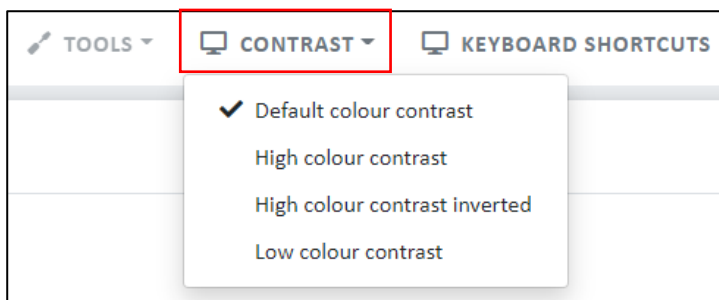 TOOLS CONTRAST KEYBOARD SHORTCUTS
Default colour contrast
High colour contrast
High colour contrast inverted
Low colour contrast